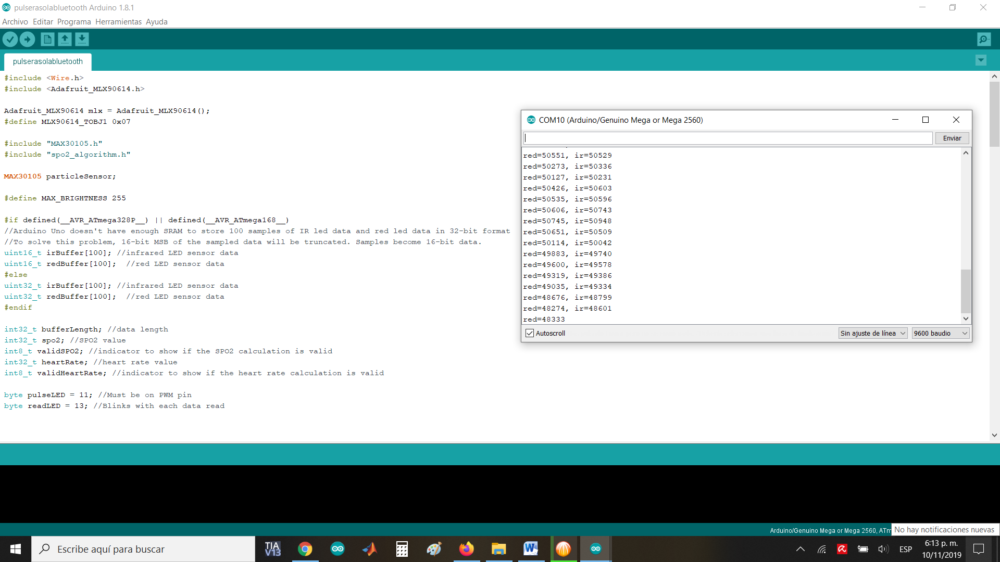 pulserasolabluetooth Arduino 1.8.1
Archivo Editar Programa Herramientas Ayuda
pulserasolabluetooth
#include <Wire.h>
#include <Adafruit_MLX90614.h>
Adafruit_MLX90614 mlx = Adafruit_MLX90614();
#define MLX90614_TOBJ1 0x07
#include "MAX30105.h"
#include "spo2_algorithm.h"
MAX30105 particleSensor;
#define MAX_BRIGHTNESS 255
#if defined(__AVR_ATmega328P__) || defined(__AVR_ATmega168__)
//Arduino Uno doesn't have enough SRAM to store 100 samples of IR led data and red led data in 32-bit format
//To solve this problem, 16-bit MSB of the sampled data will be truncated. Samples become 16-bit data.
uint16_t irBuffer[100]; //infrared LED sensor data
uint16_t redBuffer[100];  //red LED sensor data
#else
uint32_t irBuffer[100]; //infrared LED sensor data
uint32_t redBuffer[100];  //red LED sensor data
#endif
int32_t bufferLength; //data length
int32_t spo2; //SPO2 value
int8_t validSPO2; //indicator to show if the SPO2 calculation is valid
int32_t heartRate; //heart rate value
int8_t validHeartRate; //indicator to show if the heart rate calculation is valid
byte pulseLED = 11; //Must be on PWM pin
byte readLED = 13; //Blinks with each data read
COM10 (Arduino/Genuino Mega or Mega 2560)
Enviar
red=50551, ir=50529
red=50273, ir=50336
red=50127, ir=50231
red=50426, ir=50603
red=50535, ir=50596
red=50606, ir=50743
red=50745, ir=50948
red=50651, ir=50509
red=50114, ir=50042
red=49883, ir=49740
red=49600, ir=49578
red=49319, ir=49386
red=49035, ir=49334
red=48676, ir=48799
red=48274, ir=48601
red=48333
Autoscroll
Sin ajuste de línea
9600 baudio
Arduino/Genuino Mega or Mega 2560, ATm
No hay notificaciones nuevas
Escribe aquí para buscar
TIA V13
ESP
6:13 p. m.
10/11/2019